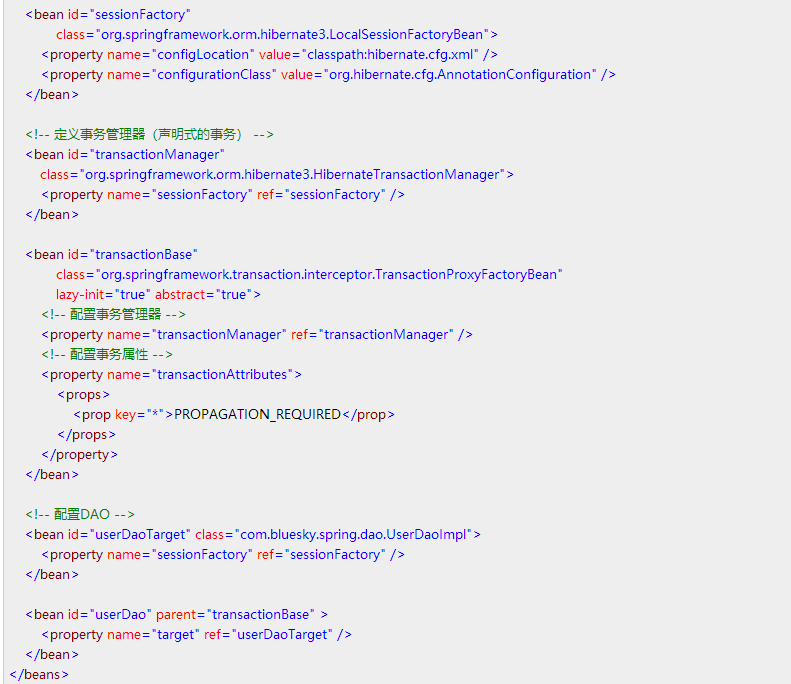 <bean id="sessionFactory"
class="org.springframework.orm.hibernate3.LocalSessionFactoryBean">
<property name="configLocation" value="classpath:hibernate.cfg.xml" />
<property name="configurationClass" value="org.hibernate.cfg.AnnotationConfiguration" />
</bean>
<!-- 定义事务管理器（声明式的事务） -->
<bean id="transactionManager"
class="org.springframework.orm.hibernate3.HibernateTransactionManager">
<property name="sessionFactory" ref="sessionFactory" />
</bean>
<bean id="transactionBase"
class="org.springframework.transaction.interceptor.TransactionProxyFactoryBean"
lazy-init="true" abstract="true">
<!-- 配置事务管理器 -->
<property name="transactionManager" ref="transactionManager" />
<!-- 配置事务属性 -->
<property name="transactionAttributes">
<props>
<prop key="*">PROPAGATION_REQUIRED</prop>
</props>
</property>
</bean>
<!-- 配置DAO -->
<bean id="userDaoTarget" class="com.bluesky.spring.dao.UserDaoImpl">
<property name="sessionFactory" ref="sessionFactory" />
</bean>
<bean id="userDao" parent="transactionBase" >
<property name="target" ref="userDaoTarget" />
</bean>
</beans>